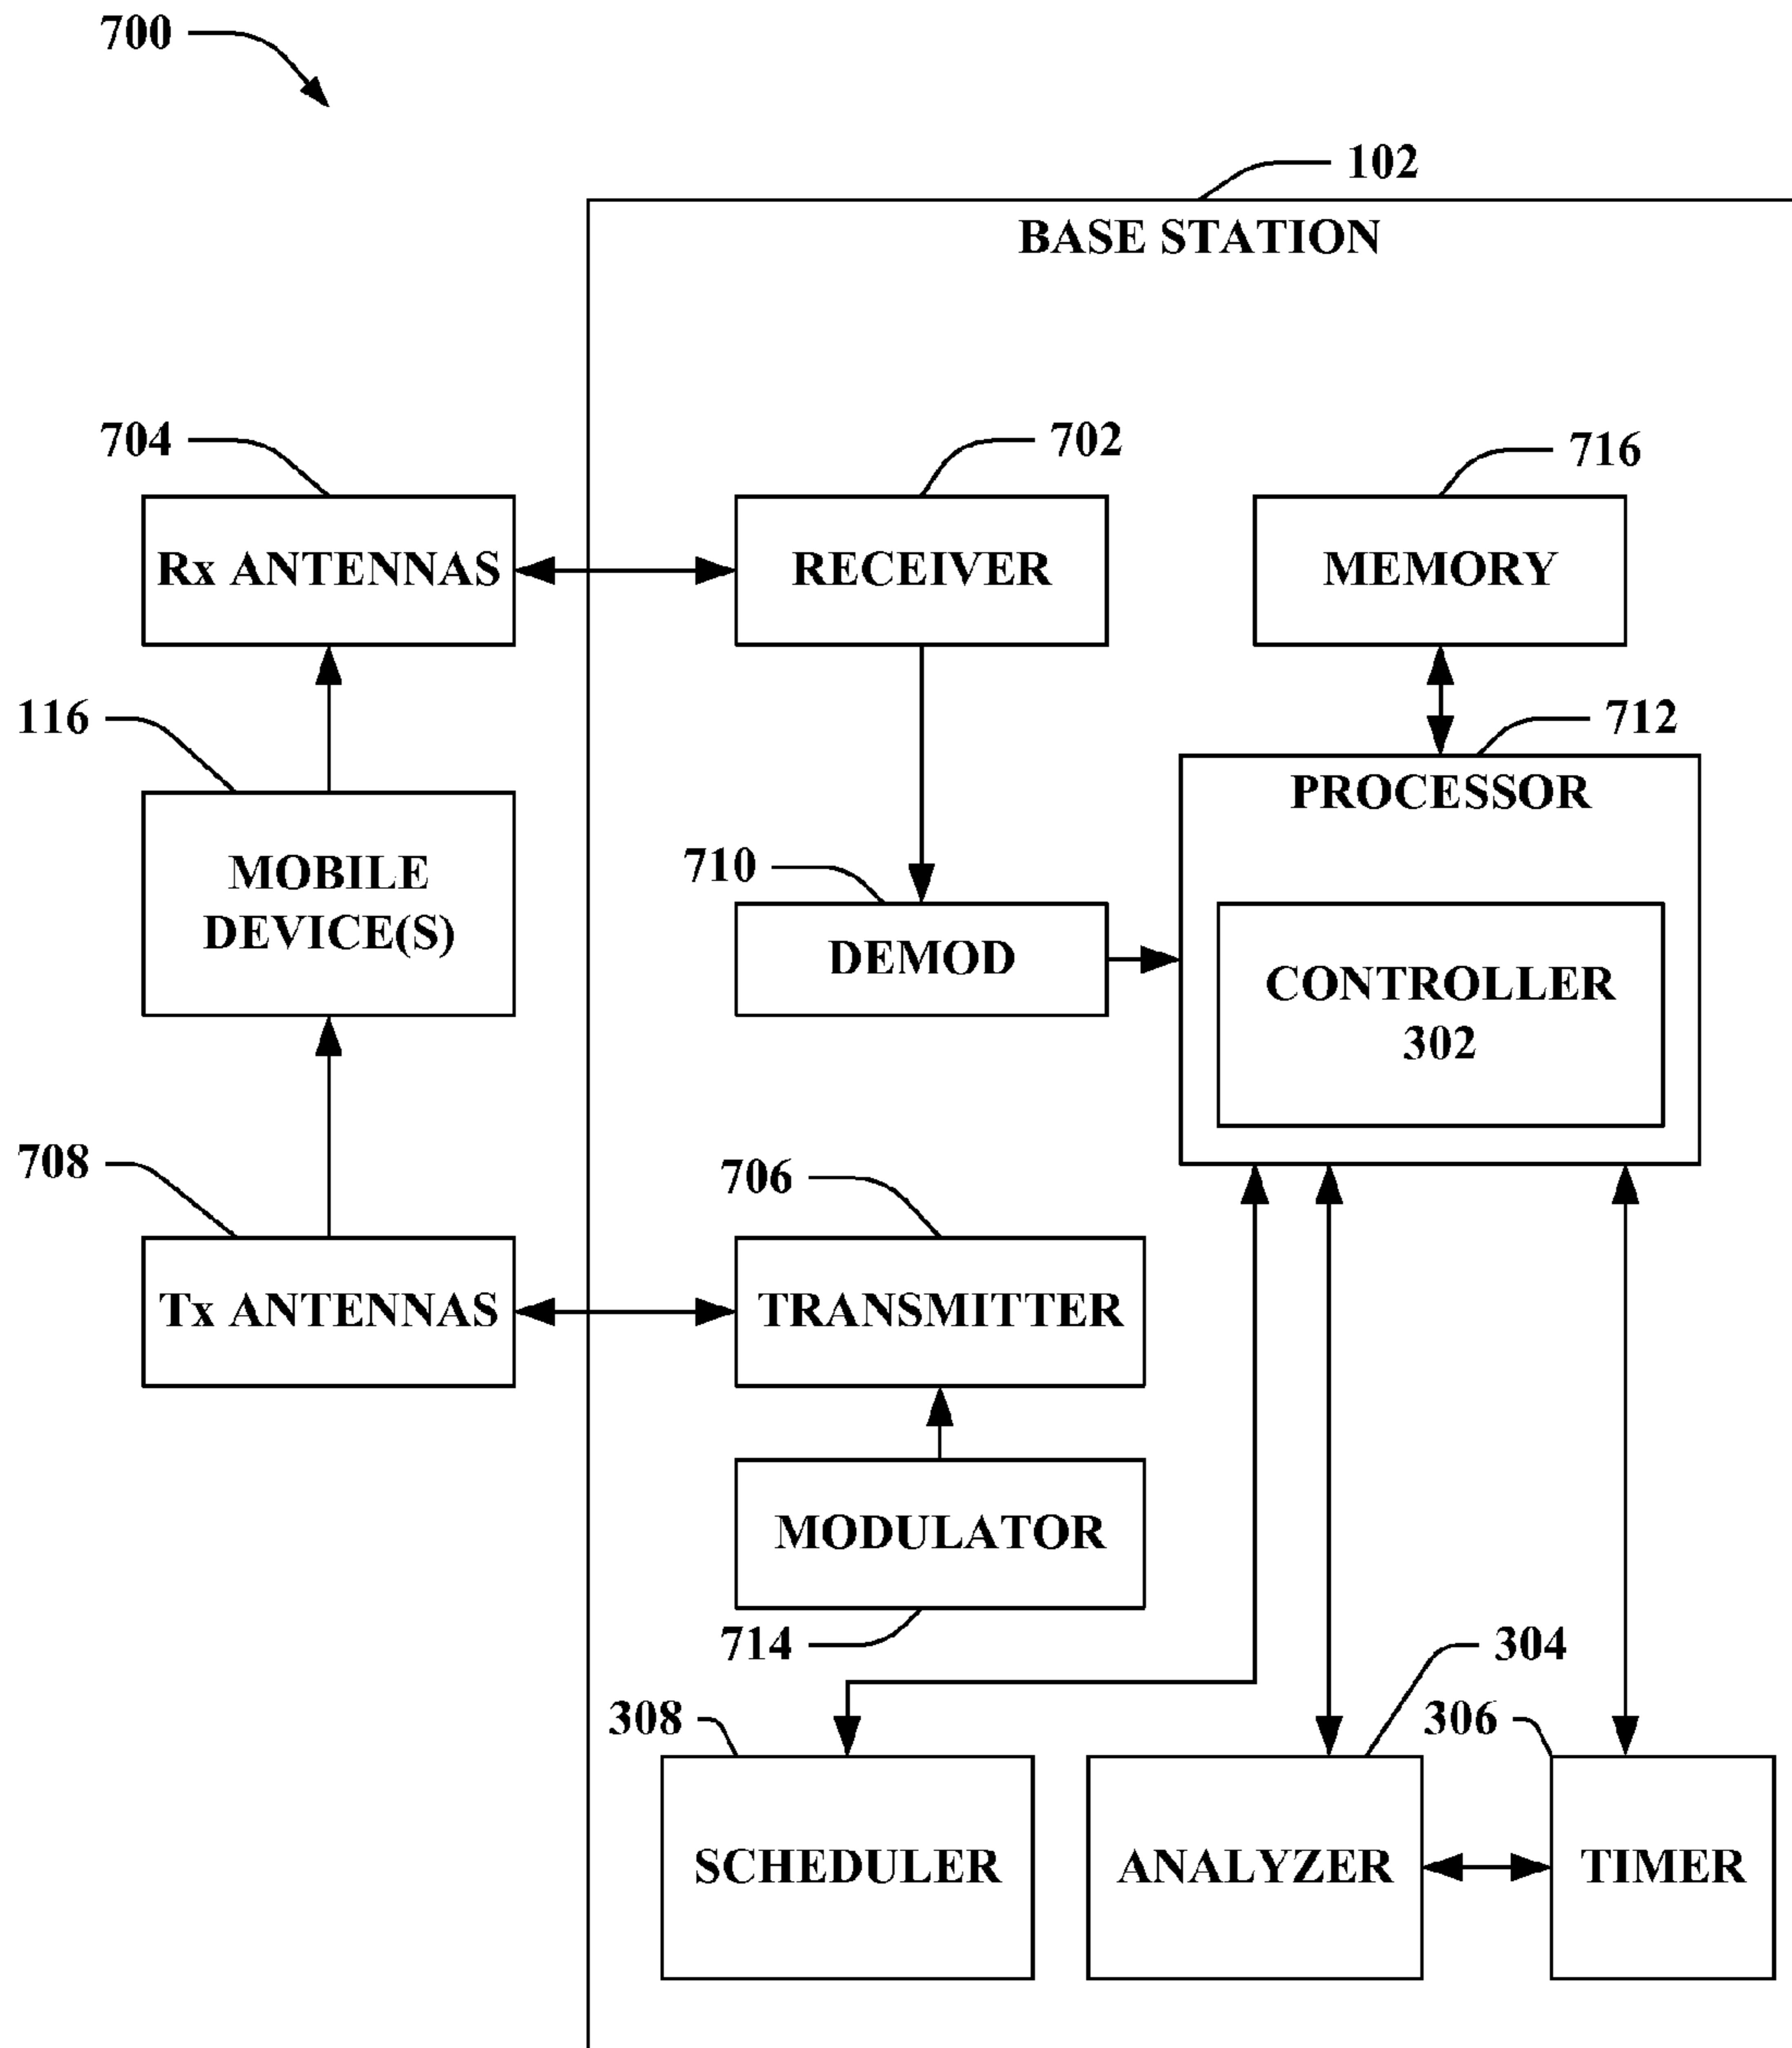 700
102
BASE STATION
704
702
716
Rx ANTENNAS
RECEIVER
MEMORY
116
712
PROCESSOR
MOBILE
DEVICE(S)
710
DEMOD
CONTROLLER
302
708
706
Tx ANTENNAS
TRANSMITTER
MODULATOR
714
304
308
306
SCHEDULER
ANALYZER
TIMER